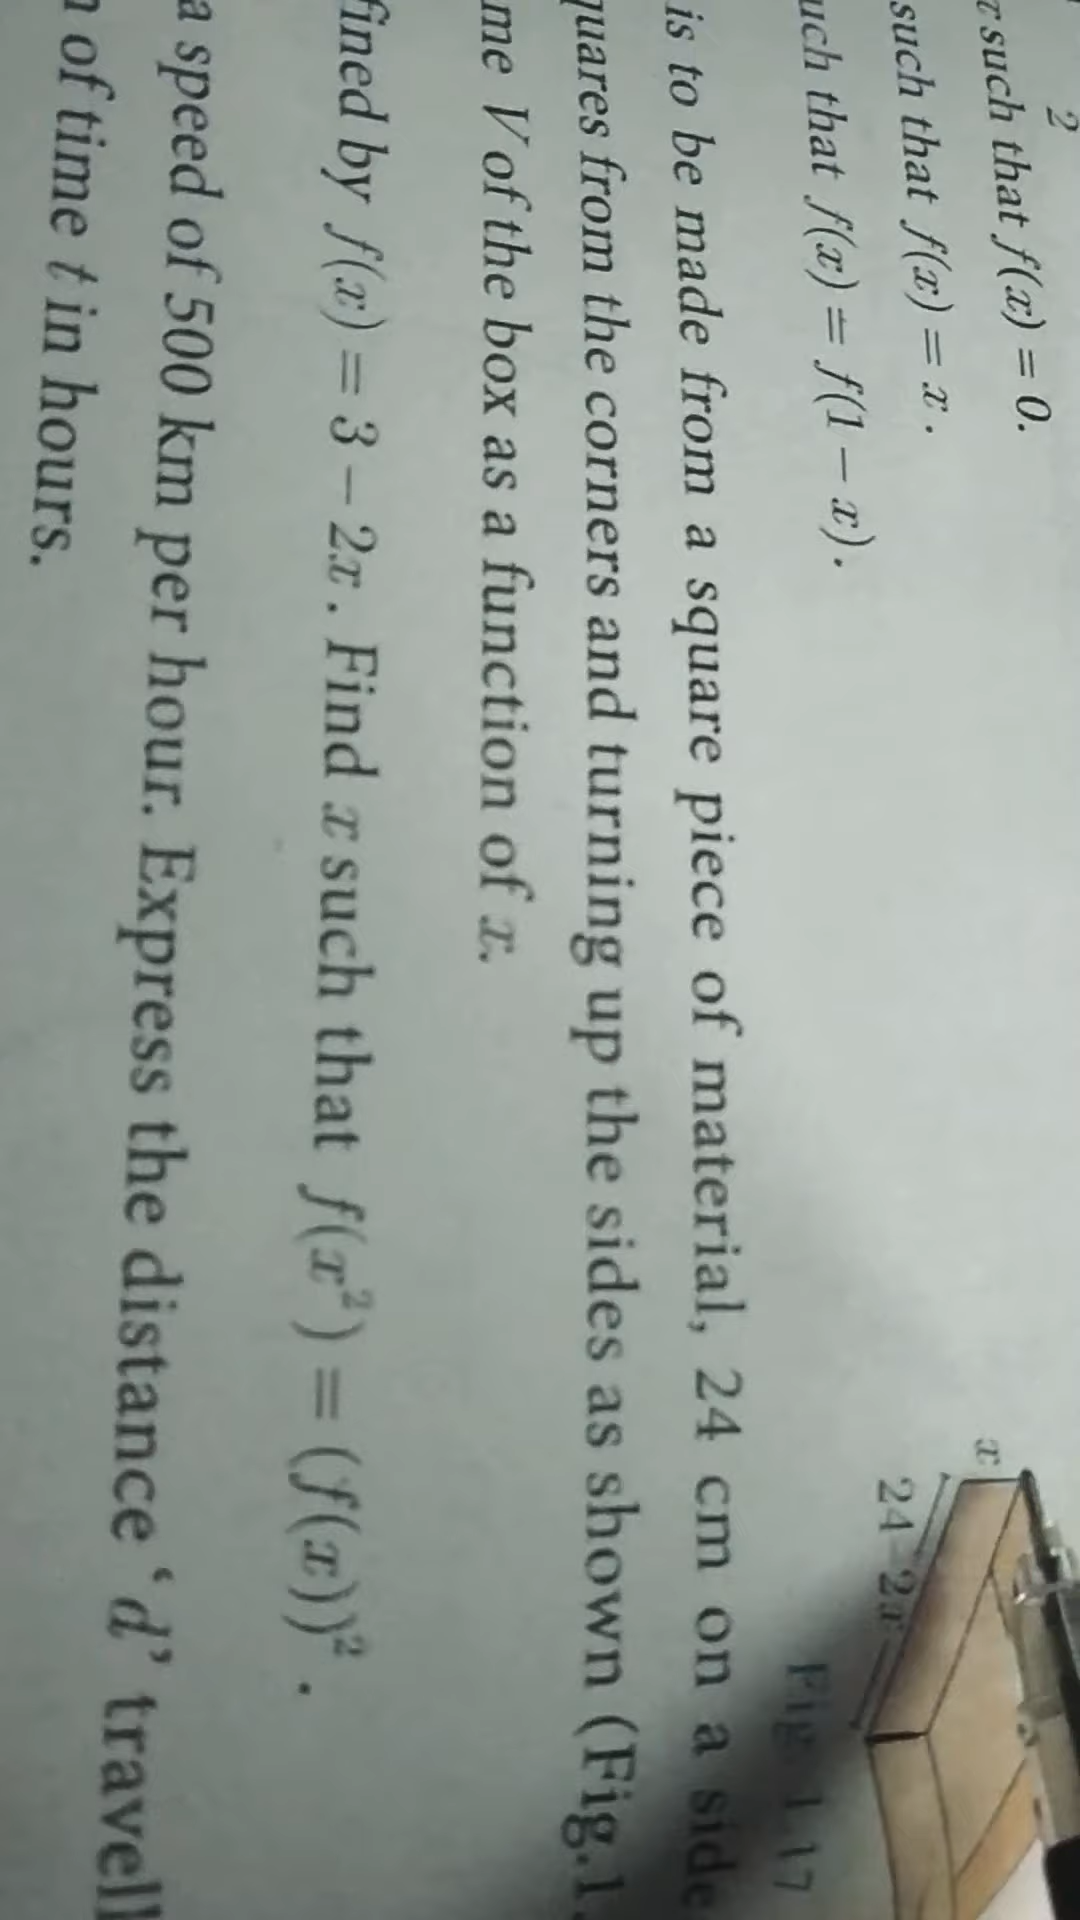 2
x such that f(x) = 0.
such that f(x) = x.
uch that f(x) = f(1 – x).
x
24–2x
Fig. 1.17
is to be made from a square piece of material, 24 cm on a side
quares from the corners and turning up the sides as shown (Fig.1.
me V of the box as a function of x.
fined by f(x) = 3 – 2x. Find x such that f(x²) = (f(x))².
a speed of 500 km per hour. Express the distance ‘d’ travell
n of time t in hours.